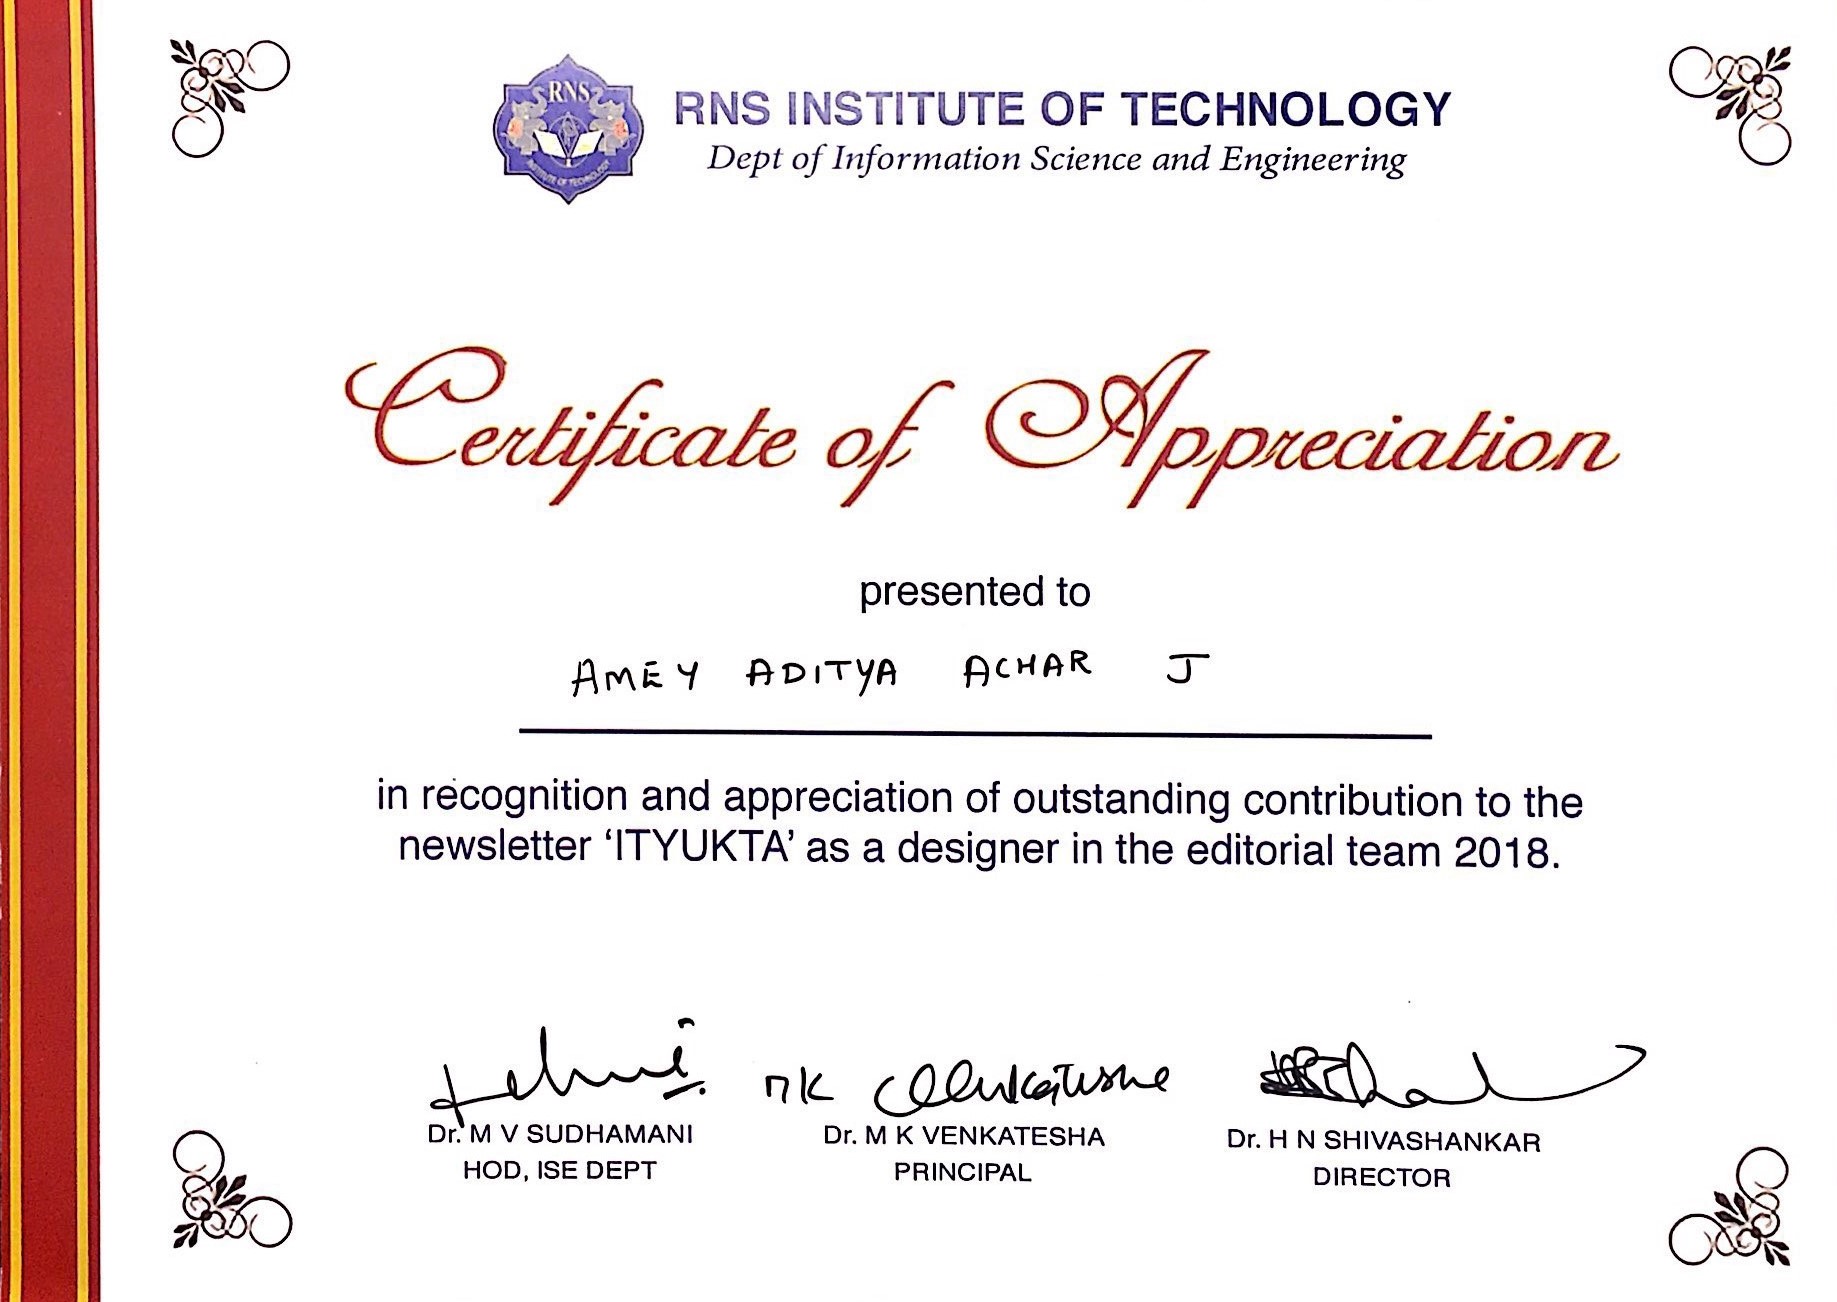 RNS
INSTITUTE OF TECHNOLOGY
RNS INSTITUTE OF TECHNOLOGY
Dept of Information Science and Engineering
Certificate of Appreciation
presented to
AMEY ADITYA ACHAR J
in recognition and appreciation of outstanding contribution to the
newsletter ‘ITYUKTA’ as a designer in the editorial team 2018.
MK Venkatesha
Dr. M V SUDHAMANI Dr. M K VENKATESHA Dr. H N SHIVASHANKAR
HOD, ISE DEPT PRINCIPAL DIRECTOR